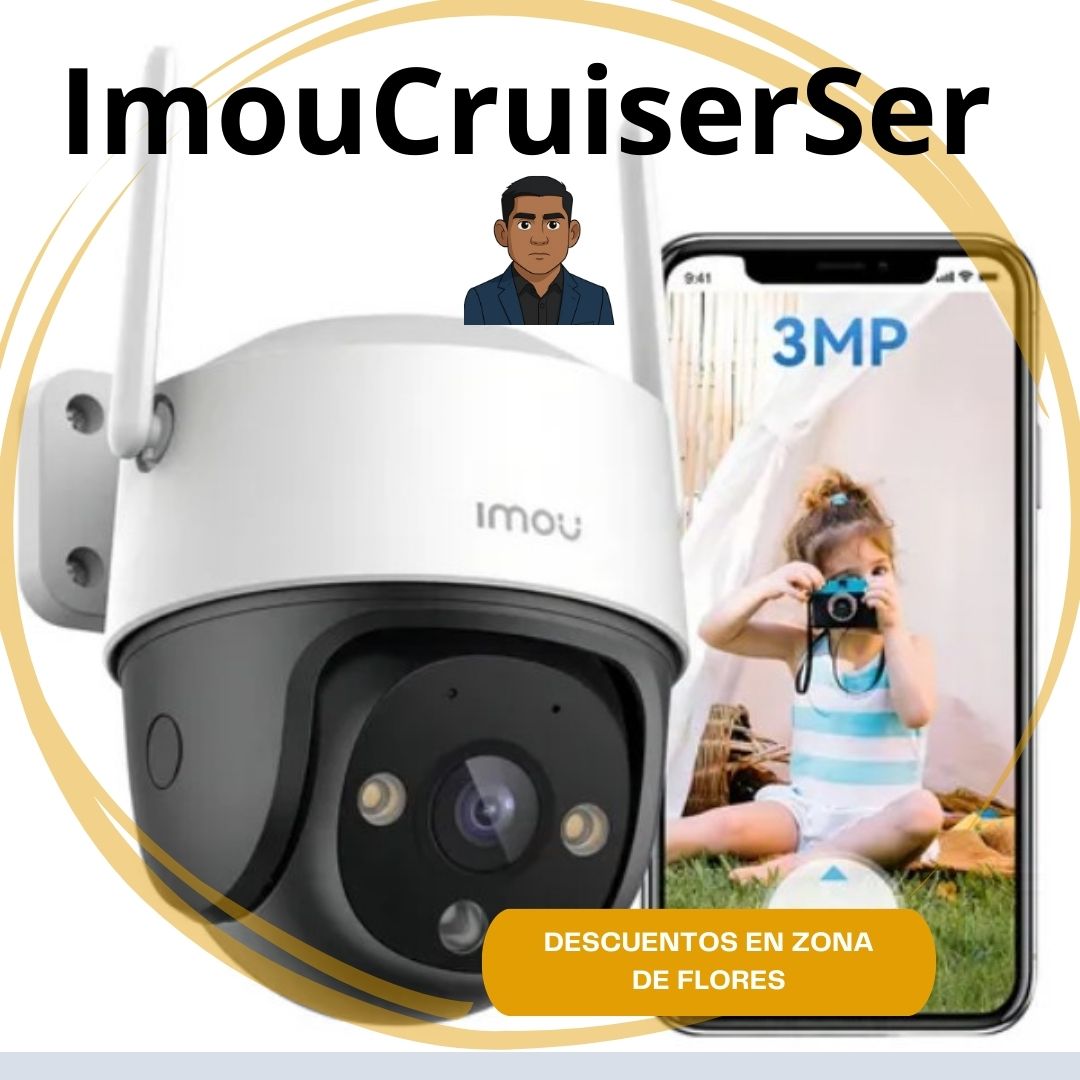 ImouCruiserSer
9:41
3MP
imou
DESCUENTOS EN ZONA
DE FLORES